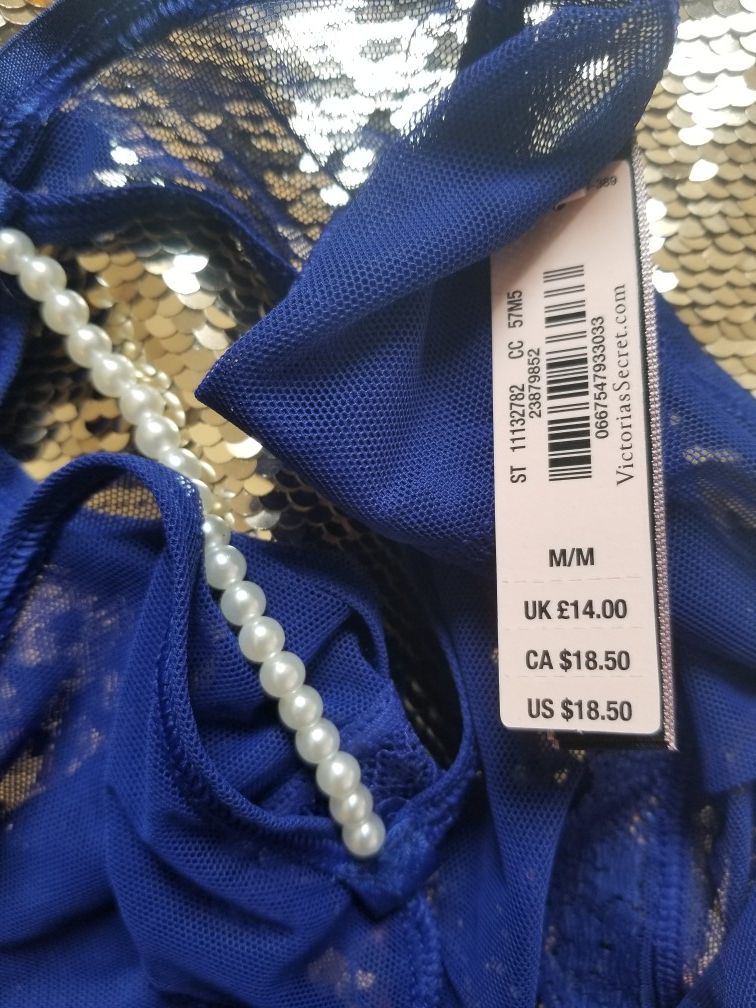 ST 11132782 CC 57M5
23879852
0667547933033
VictoriasSecret.com
M/M
UK £14.00
CA $18.50
US $18.50